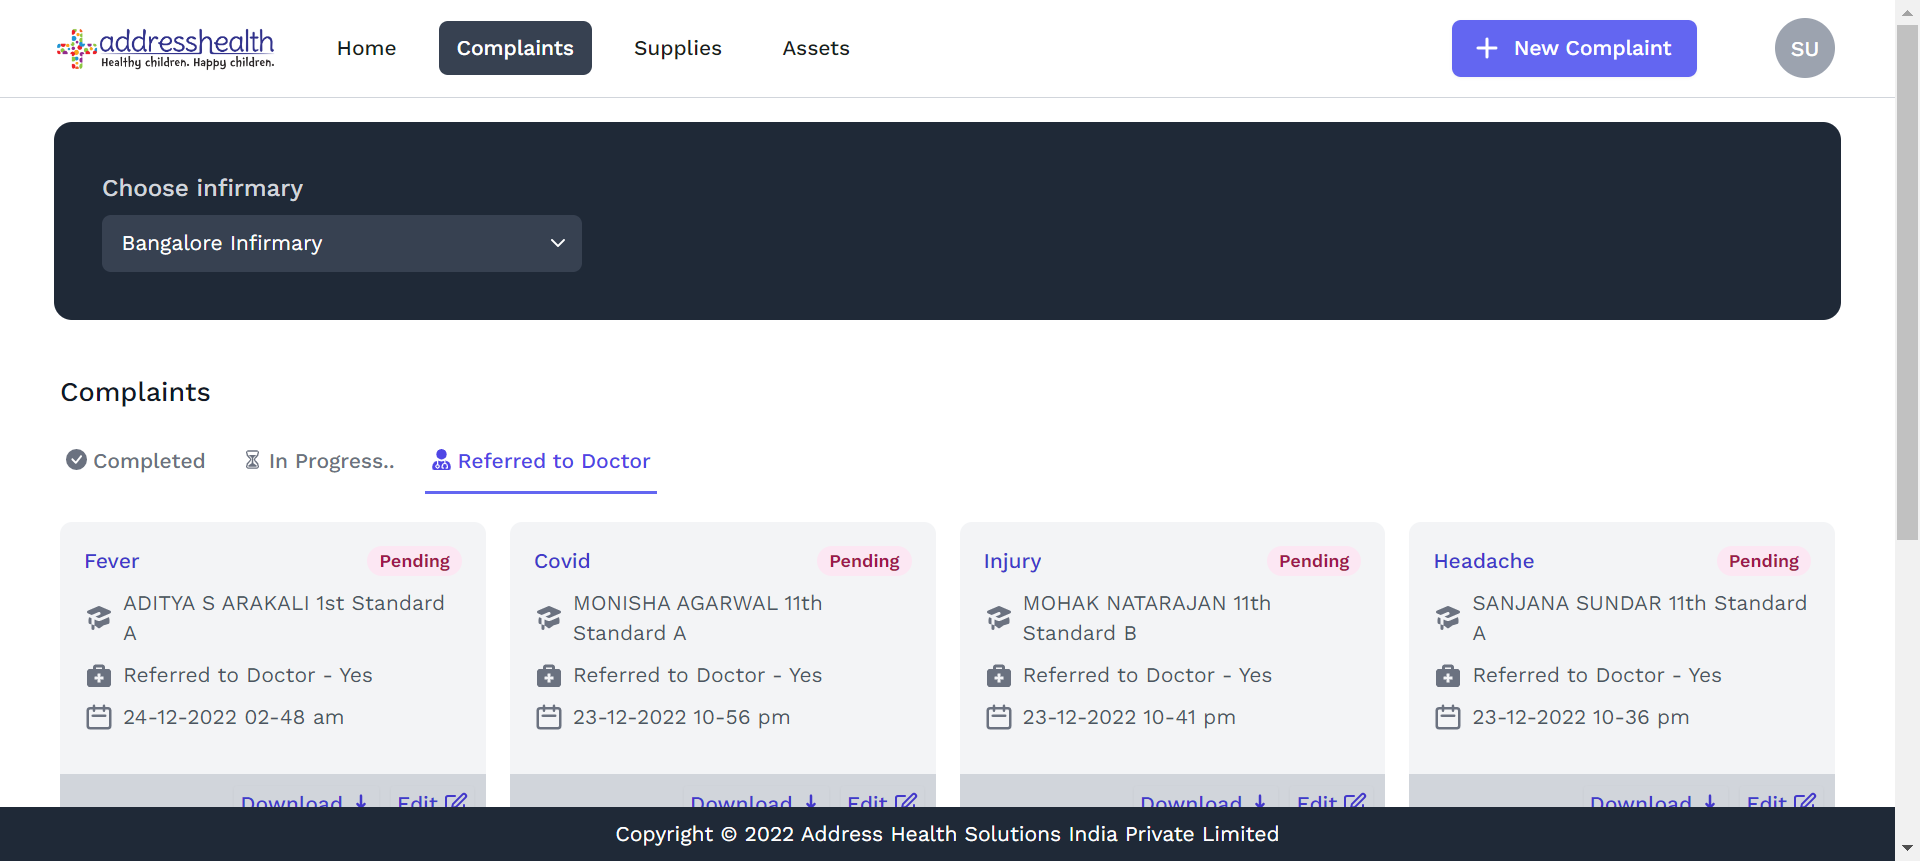 addresshealth
Healthy children. Happy children.
Home
Complaints
Supplies
Assets
New Complaint
SU
Choose infirmary
Bangalore Infirmary
Complaints
Completed
In Progress..
Referred to Doctor
Fever
Pending
ADITYA S ARAKALI 1st Standard
A
Referred to Doctor - Yes
24-12-2022 02-48 am
Download
Edit
Covid
Pending
MONISHA AGARWAL 11th
Standard A
Referred to Doctor - Yes
23-12-2022 10-56 pm
Download
Edit
Injury
Pending
MOHAK NATARAJAN 11th
Standard B
Referred to Doctor - Yes
23-12-2022 10-41 pm
Download
Edit
Headache
Pending
SANJANA SUNDAR 11th Standard
A
Referred to Doctor - Yes
23-12-2022 10-36 pm
Download
Edit
Copyright © 2022 Address Health Solutions India Private Limited